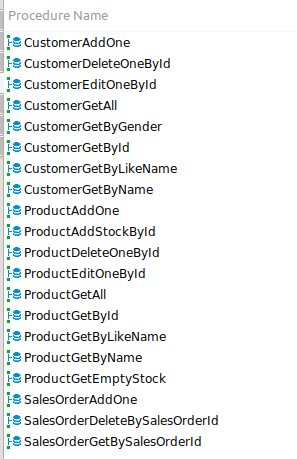 Procedure Name
CustomerAddOne
CustomerDeleteOneById
CustomerEditOneById
CustomerGetAll
CustomerGetByGender
CustomerGetById
CustomerGetByLikeName
CustomerGetByName
ProductAddOne
ProductAddStockById
ProductDeleteOneById
ProductEditOneById
ProductGetAll
ProductGetById
ProductGetByLikeName
ProductGetByName
ProductGetEmptyStock
SalesOrderAddOne
SalesOrderDeleteBySalesOrderId
SalesOrderGetBySalesOrderId